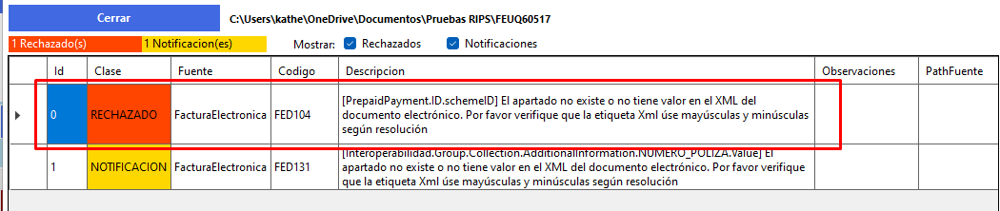 Cerrar
C:\Users\kathe\OneDrive\Documentos\Pruebas RIPS\FEUQ60517
1 Rechazado(s)
1 Notificacion(es)
Mostrar:
Rechazados
Notificaciones
Id
Clase
Fuente
Codigo
Descripcion
Observaciones
PathFuente
0
RECHAZADO
FacturaElectronica
FED104
[PrepaidPayment.ID.schemeID] El apartado no existe o no tiene valor en el XML del
documento electrónico. Por favor verifique que la etiqueta Xml úse mayúsculas y minúsculas
según resolución
1
NOTIFICACION
FacturaElectronica
FED131
[Interoperabilidad.Group.Collection.AdditionalInformation.NUMERO_POLIZA.Value] El
apartado no existe o no tiene valor en el XML del documento electrónico. Por favor verifique
que la etiqueta Xml úse mayúsculas y minúsculas según resolución